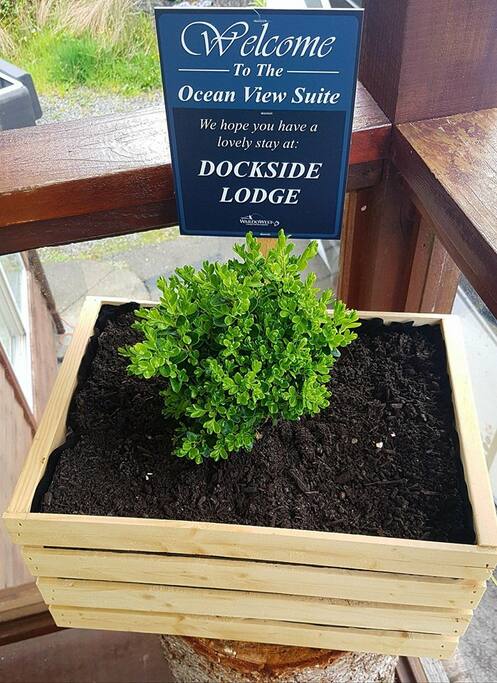 Welcome
To The
Ocean View Suite
We hope you have a
lovely stay at:
DOCKSIDE
LODGE